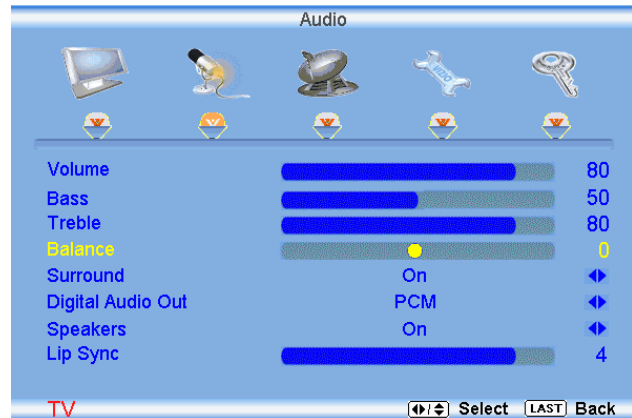 Audio
Volume 80
Bass 50
Treble 80
Balance 0
Surround On
Digital Audio Out PCM
Speakers On
Lip Sync 4
TV Select LAST Back